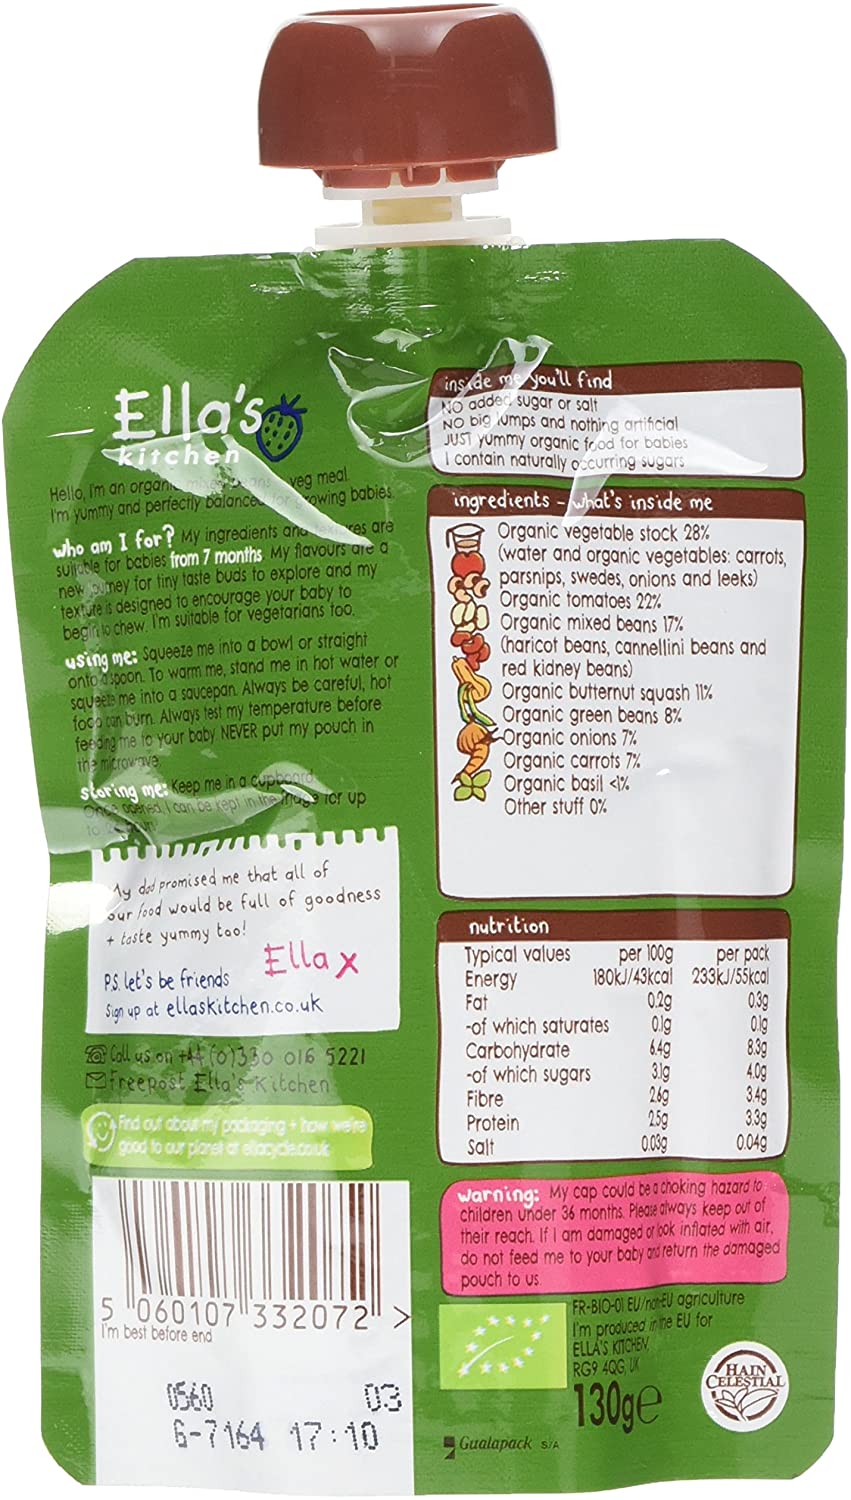 Ella's
kitchen
Hello, I'm an organic mixed beans veg meal.
I'm yummy and perfectly balanced for growing babies.
who am I for? My ingredients and textures are
suitable for babies from 7 months. My flavours are a
new journey for tiny taste buds to explore and my
texture is designed to encourage your baby to
begin to chew. I'm suitable for vegetarians too.
using me: Squeeze me into a bowl or straight
onto a spoon. To warm me, stand me in hot water or
squeeze me into a saucepan. Always be careful, hot
food can burn. Always test my temperature before
feeding me to your baby. NEVER put my pouch in
the microwave.
storing me: Keep me in a cupboard.
Once opened, I can be kept in the fridge for up
to
My dad promised me that all of
our food would be full of goodness
+ taste yummy too!
Ella x
P.S. let's be friends
Sign up at ellaskitchen.co.uk
Call us on +44 (0)330 016 5221
Freepost Ella's Kitchen
Find out about my packaging + how we're
good to our planet at ellacycle.co.uk
5 060107 332072 >
I'm best before end
0560 03
G-7164 17:10
inside me you'll find
NO added sugar or salt
NO big lumps and nothing artificial
JUST yummy organic food for babies
I contain naturally occurring sugars
ingredients - what's inside me
Organic vegetable stock 28%
(water and organic vegetables: carrots,
parsnips, swedes, onions and leeks)
Organic tomatoes 22%
Organic mixed beans 17%
(haricot beans, cannellini beans and
red kidney beans)
Organic butternut squash 11%
Organic green beans 8%
Organic onions 7%
Organic carrots 7%
Organic basil <1%
Other stuff 0%
nutrition
Typical values per 100g per pack
Energy 180kJ/43kcal 233kJ/55kcal
Fat 0.2g 0.3g
-of which saturates 0.1g 0.1g
Carbohydrate 6.4g 8.3g
-of which sugars 3.1g 4.0g
Fibre 2.6g 3.4g
Protein 2.5g 3.3g
Salt 0.03g 0.04g
warning: My cap could be a choking hazard to
children under 36 months. Please always keep out of
their reach. If I am damaged or look inflated with air,
do not feed me to your baby and return the damaged
pouch to us.
FR-BIO-01 EU/non-EU agriculture
I'm produced in the EU for
ELLA'S KITCHEN,
RG9 4QG, UK
130g e
HAIN
CELESTIAL
Gualapack S/A